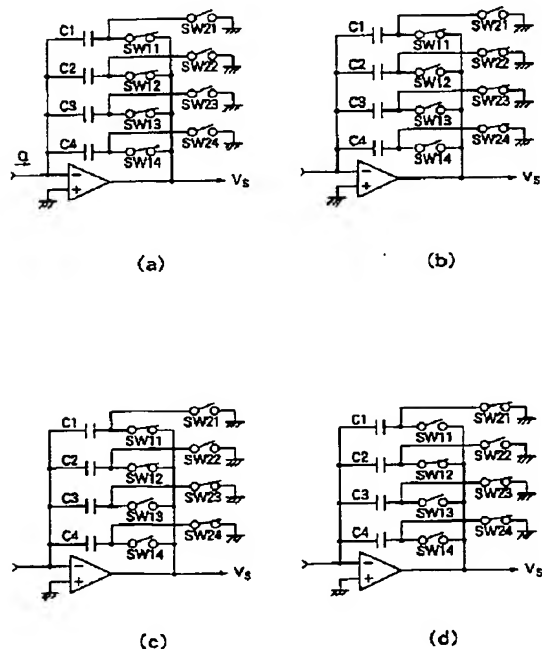 C1 SW11 SW21
C2 SW12 SW22
C3 SW13 SW23
C4 SW14 SW24
Q − + VS
(a)
C1 SW11 SW21
C2 SW12 SW22
C3 SW13 SW23
C4 SW14 SW24
− + VS
(b)
C1 SW11 SW21
C2 SW12 SW22
C3 SW13 SW23
C4 SW14 SW24
− + VS
(c)
C1 SW11 SW21
C2 SW12 SW22
C3 SW13 SW23
C4 SW14 SW24
− + VS
(d)